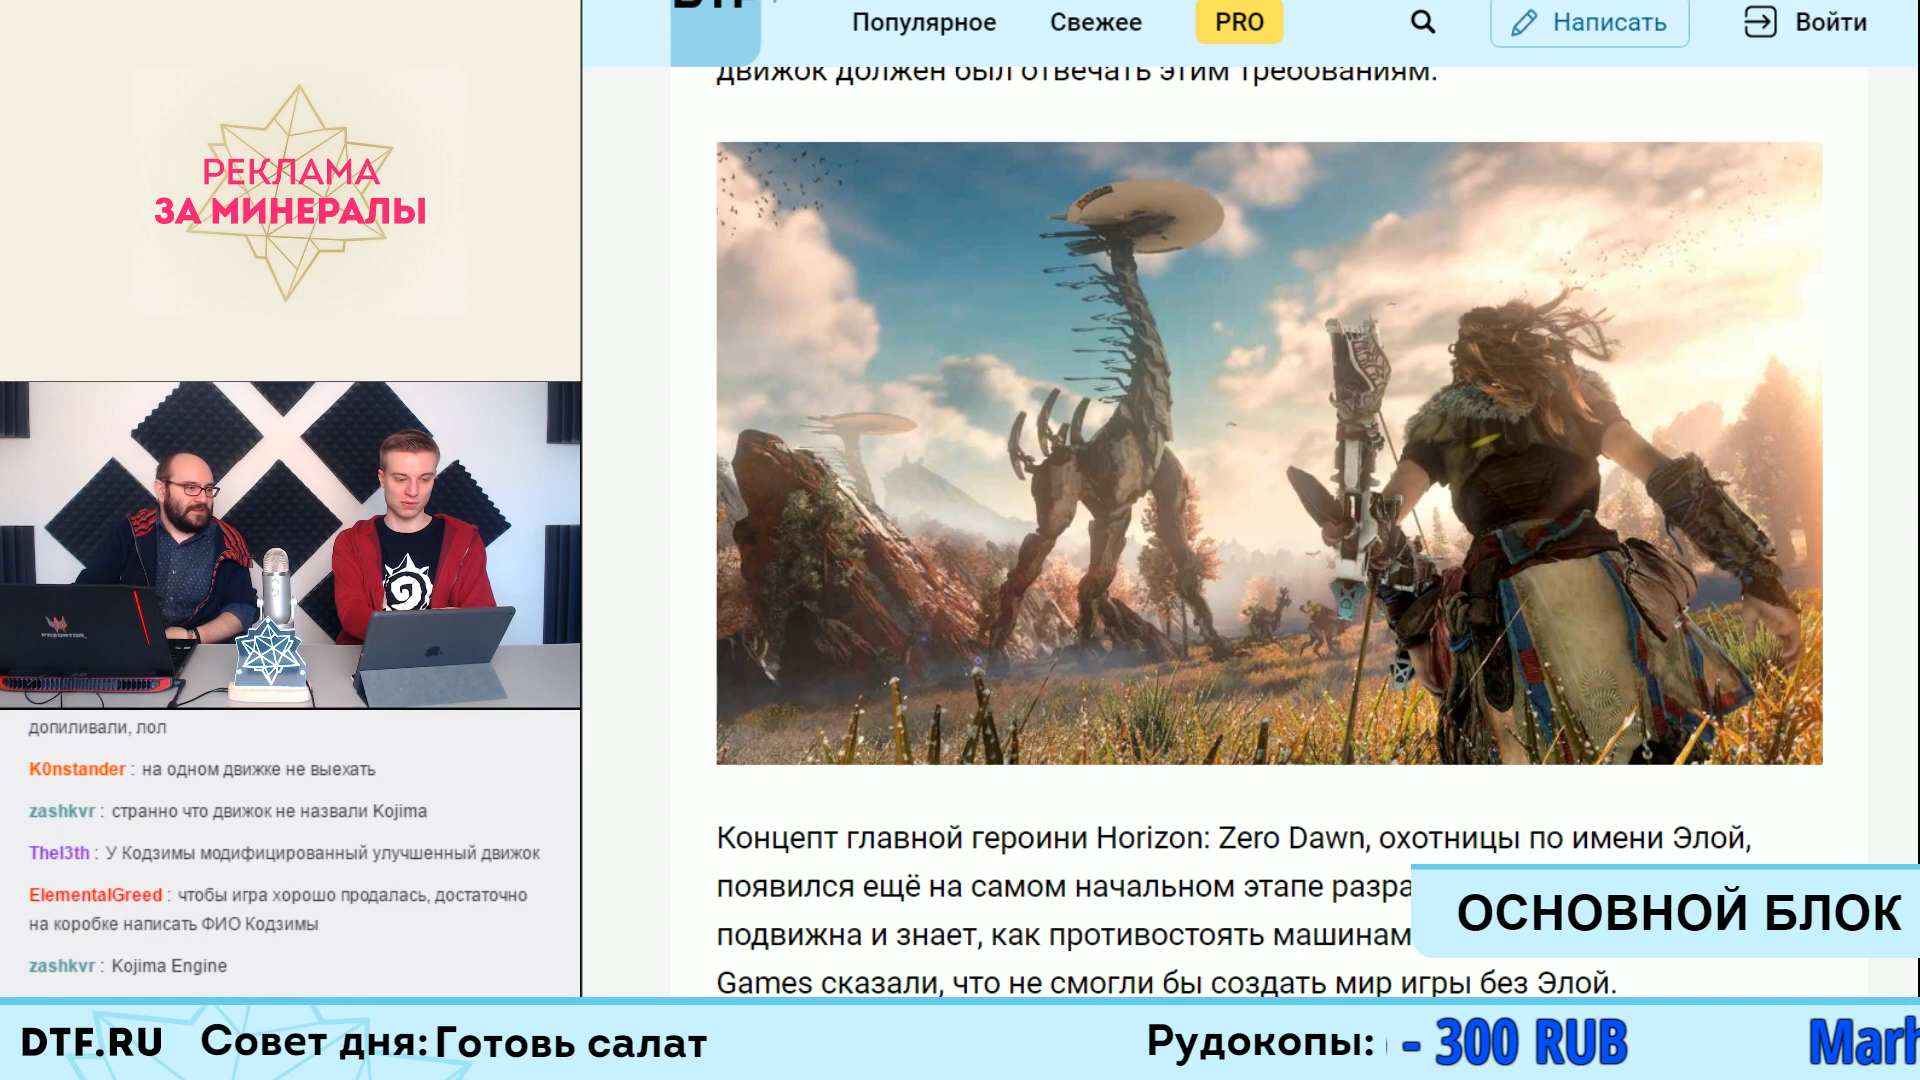 РЕКЛАМА
ЗА МИНЕРАЛЫ
PREDATOR
допиливали, лол
K0nstander : на одном движке не выехать
zashkvr : странно что движок не назвали Kojima
Thel3th : У Кодзимы модифицированный улучшенный движок
ElementalGreed : чтобы игра хорошо продалась, достаточно
на коробке написать ФИО Кодзимы
zashkvr : Kojima Engine
DTF
Популярное Свежее PRO Написать Войти
движок должен был отвечать этим требованиям.
Концепт главной героини Horizon: Zero Dawn, охотницы по имени Элой,
появился ещё на самом начальном этапе разра
подвижна и знает, как противостоять машинам
Games сказали, что не смогли бы создать мир игры без Элой.
ОСНОВНОЙ БЛОК
DTF.RU Совет дня: Готовь салат Рудокопы: - 300 RUB Marh